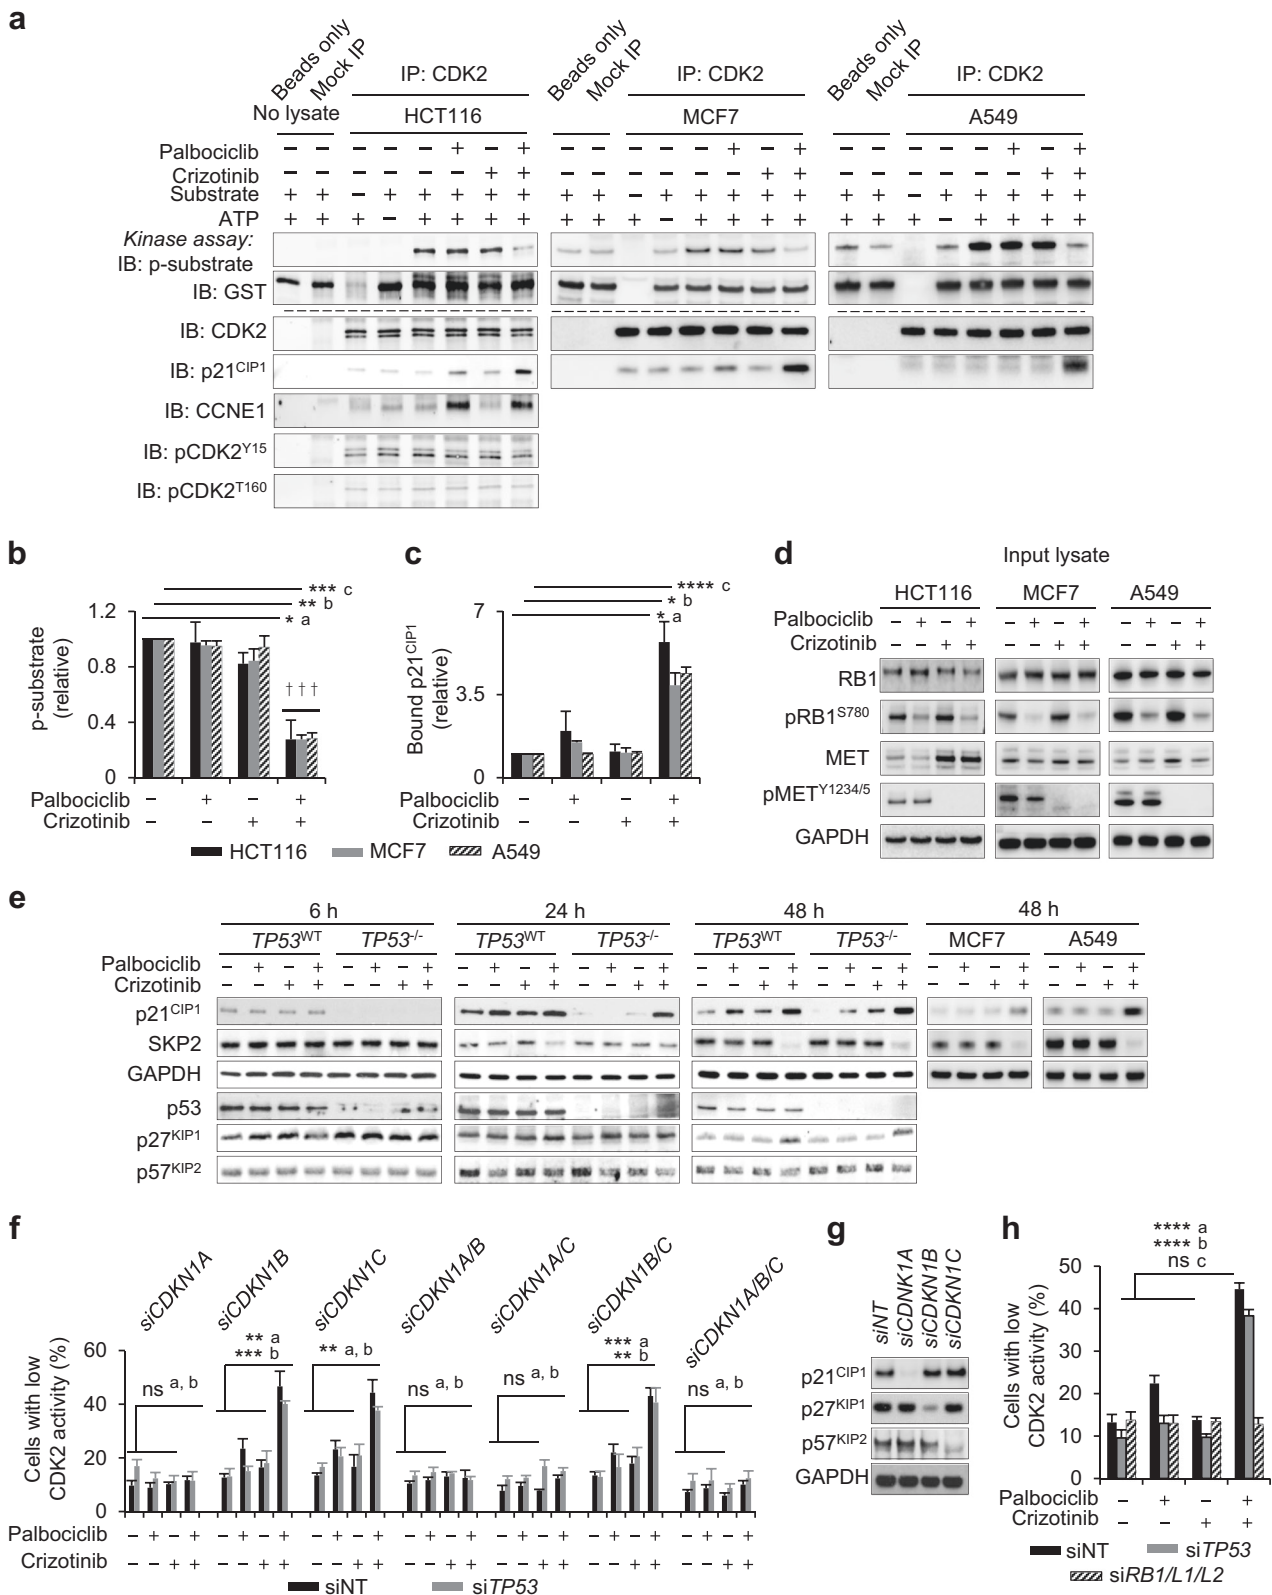 a
Beads only
Mock IP
IP: CDK2
Beads only
Mock IP
IP: CDK2
Beads only
Mock IP
IP: CDK2
No lysate
HCT116
MCF7
A549
Palbociclib – – – – – + – + – – – – – + – + – – – – – + – +
Crizotinib – – – – – – + + – – – – – – + + – – – – – – + +
Substrate + + – + + + + + + + – + + + + + + + – + + + + +
ATP + + + – + + + + + + + – + + + + + + + – + + + +
Kinase assay:
IB: p-substrate
IB: GST
IB: CDK2
IB: p21CIP1
IB: CCNE1
IB: pCDK2Y15
IB: pCDK2T160
b
*** c
** b
* a
1.2
0.8
0.4
0
p-substrate
(relative)
†††
Palbociclib – + – +
Crizotinib – – + +
c
**** c
* b
* a
7
3.5
0
Bound p21CIP1
(relative)
Palbociclib – + – +
Crizotinib – – + +
HCT116 MCF7 A549
d
Input lysate
HCT116 MCF7 A549
Palbociclib – + – + – + – + – + – +
Crizotinib – – + + – – + + – – + +
RB1
pRB1S780
MET
pMETY1234/5
GAPDH
e
6 h 24 h 48 h 48 h
TP53WT TP53-/- TP53WT TP53-/- TP53WT TP53-/- MCF7 A549
Palbociclib – + – + – + – + – + – + – + – + – + – + – + – + – + – + – + – +
Crizotinib – – + + – – + + – – + + – – + + – – + + – – + + – – + + – – + +
p21CIP1
SKP2
GAPDH
p53
p27KIP1
p57KIP2
f
siCDKN1A
siCDKN1B
siCDKN1C
siCDKN1A/B
siCDKN1A/C
siCDKN1B/C
siCDKN1A/B/C
Cells with low
CDK2 activity (%)
60
40
20
0
ns a, b
** a
*** b
** a, b
ns a, b
ns a, b
*** a
** b
ns a, b
Palbociclib – + – + – + – + – + – + – + – + – + – + – + – + – + – +
Crizotinib – – + + – – + + – – + + – – + + – – + + – – + + – – + +
siNT siTP53
g
siNT
siCDNK1A
siCDKN1B
siCDKN1C
p21CIP1
p27KIP1
p57KIP2
GAPDH
h
**** a
**** b
ns c
Cells with low
CDK2 activity (%)
50
40
30
20
10
0
Palbociclib – + – +
Crizotinib – – + +
siNT siTP53
siRB1/L1/L2